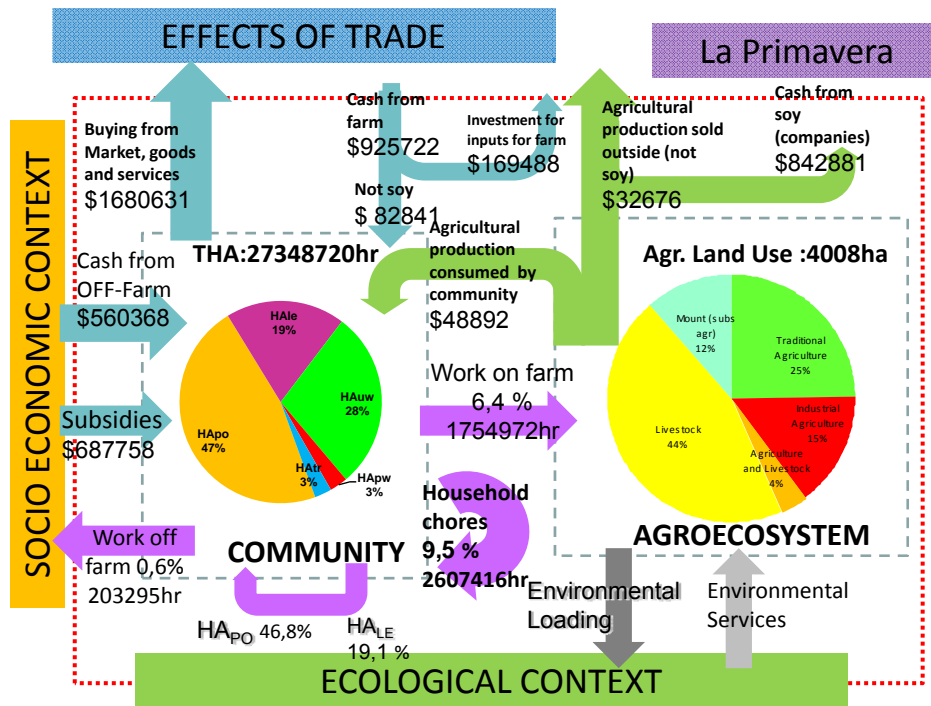 EFFECTS OF TRADE
La Primavera
SOCIO ECONOMIC CONTEXT
Buying from
Market, goods
and services
$1680631
Cash from
farm
$925722
Not soy
$ 82841
Investment for
inputs for farm
$169488
Agricultural
production sold
outside (not
soy)
$32676
Cash from
soy
(companies)
$842881
THA:27348720hr
Agricultural
production
consumed by
community
$48892
Agr. Land Use :4008ha
Cash from
OFF-Farm
$560368
Subsidies
$687758
Work off
farm 0,6%
203295hr
HAle
19%
HAuw
28%
HApw
3%
HAtr
3%
HApo
47%
COMMUNITY
Work on farm
6,4 %
1754972hr
Household
chores
9,5 %
2607416hr
Mount (subs
agr)
12%
Traditional
Agriculture
25%
Industrial
Agriculture
15%
Agriculture
and Livestock
4%
Livestock
44%
AGROECOSYSTEM
HAPO 46,8%
HALE
19,1 %
Environmental
Loading
Environmental
Services
ECOLOGICAL CONTEXT